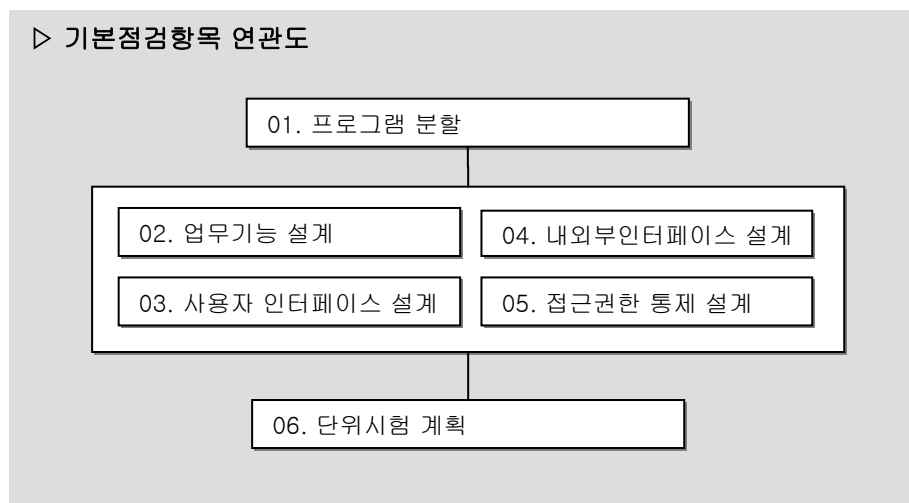 ▷ 기본점검항목 연관도
01. 프로그램 분할
02. 업무기능 설계
04. 내외부인터페이스 설계
03. 사용자 인터페이스 설계
05. 접근권한 통제 설계
06. 단위시험 계획